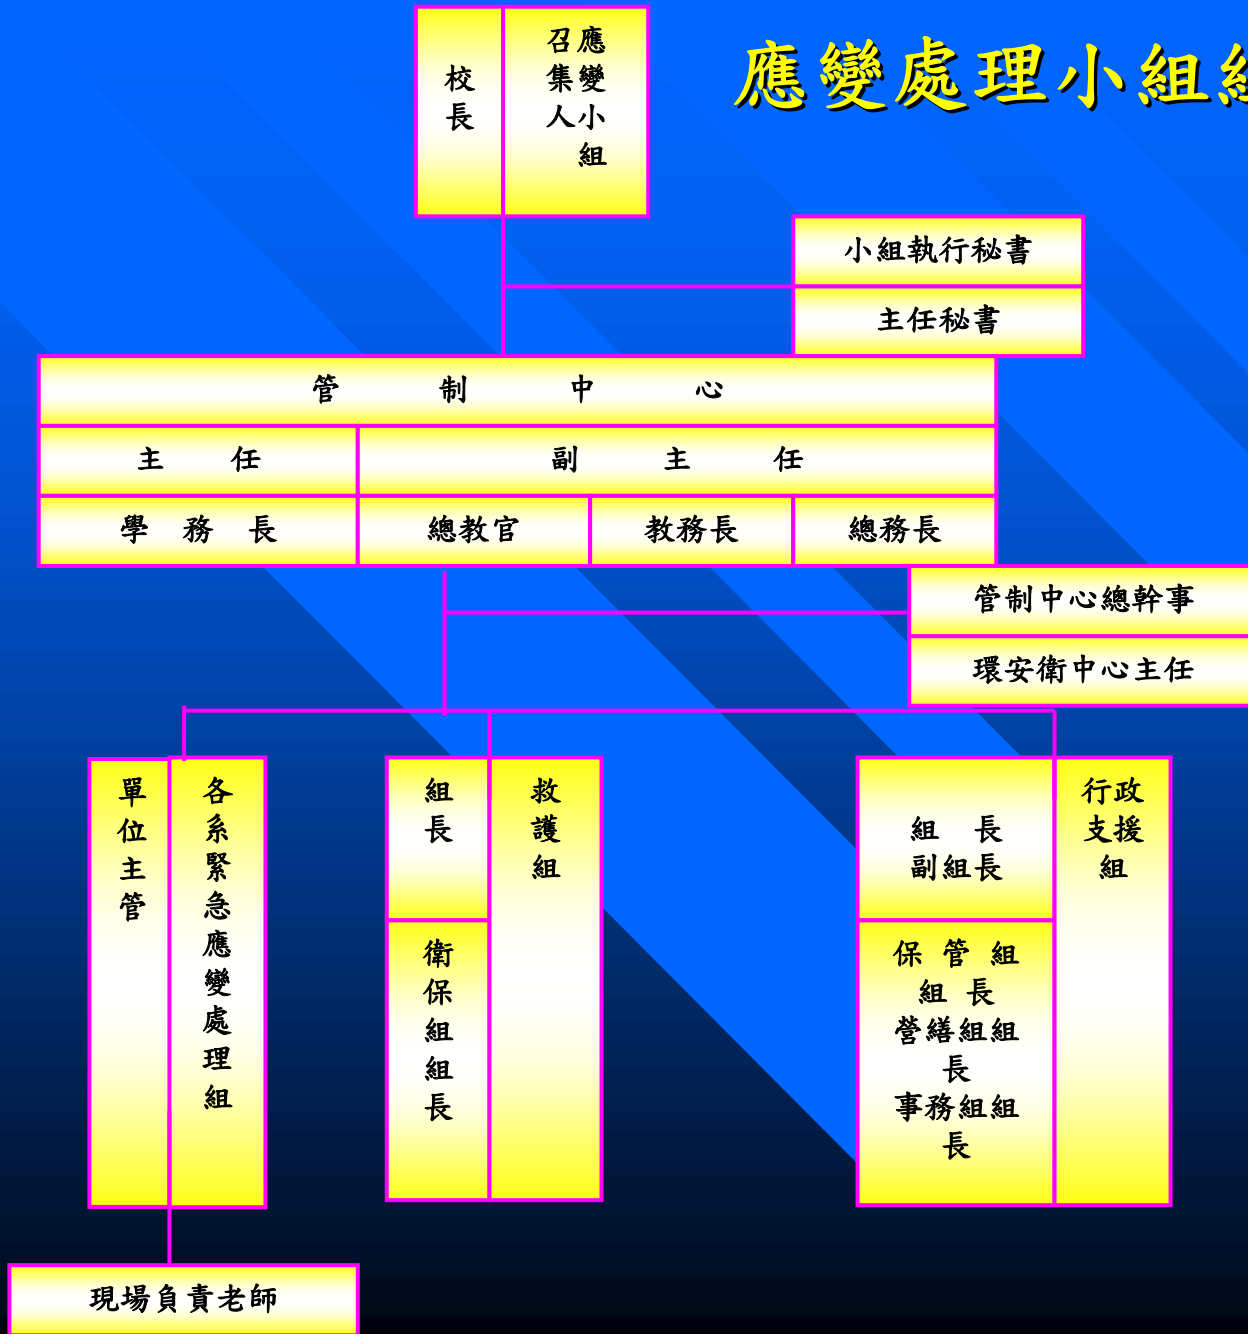 應變處理小組組
校長
應變小組
召集人
小組執行秘書
主任秘書
管 制 中 心
主 任
副 主 任
學 務 長
總教官
教務長
總務長
管制中心總幹事
環安衛中心主任
單位主管
各系緊急應變處理組
組長
救護組
衛保組組長
組 長
副組長
行政
支援
組
保 管 組
組 長
營繕組組
長
事務組組
長
現場負責老師